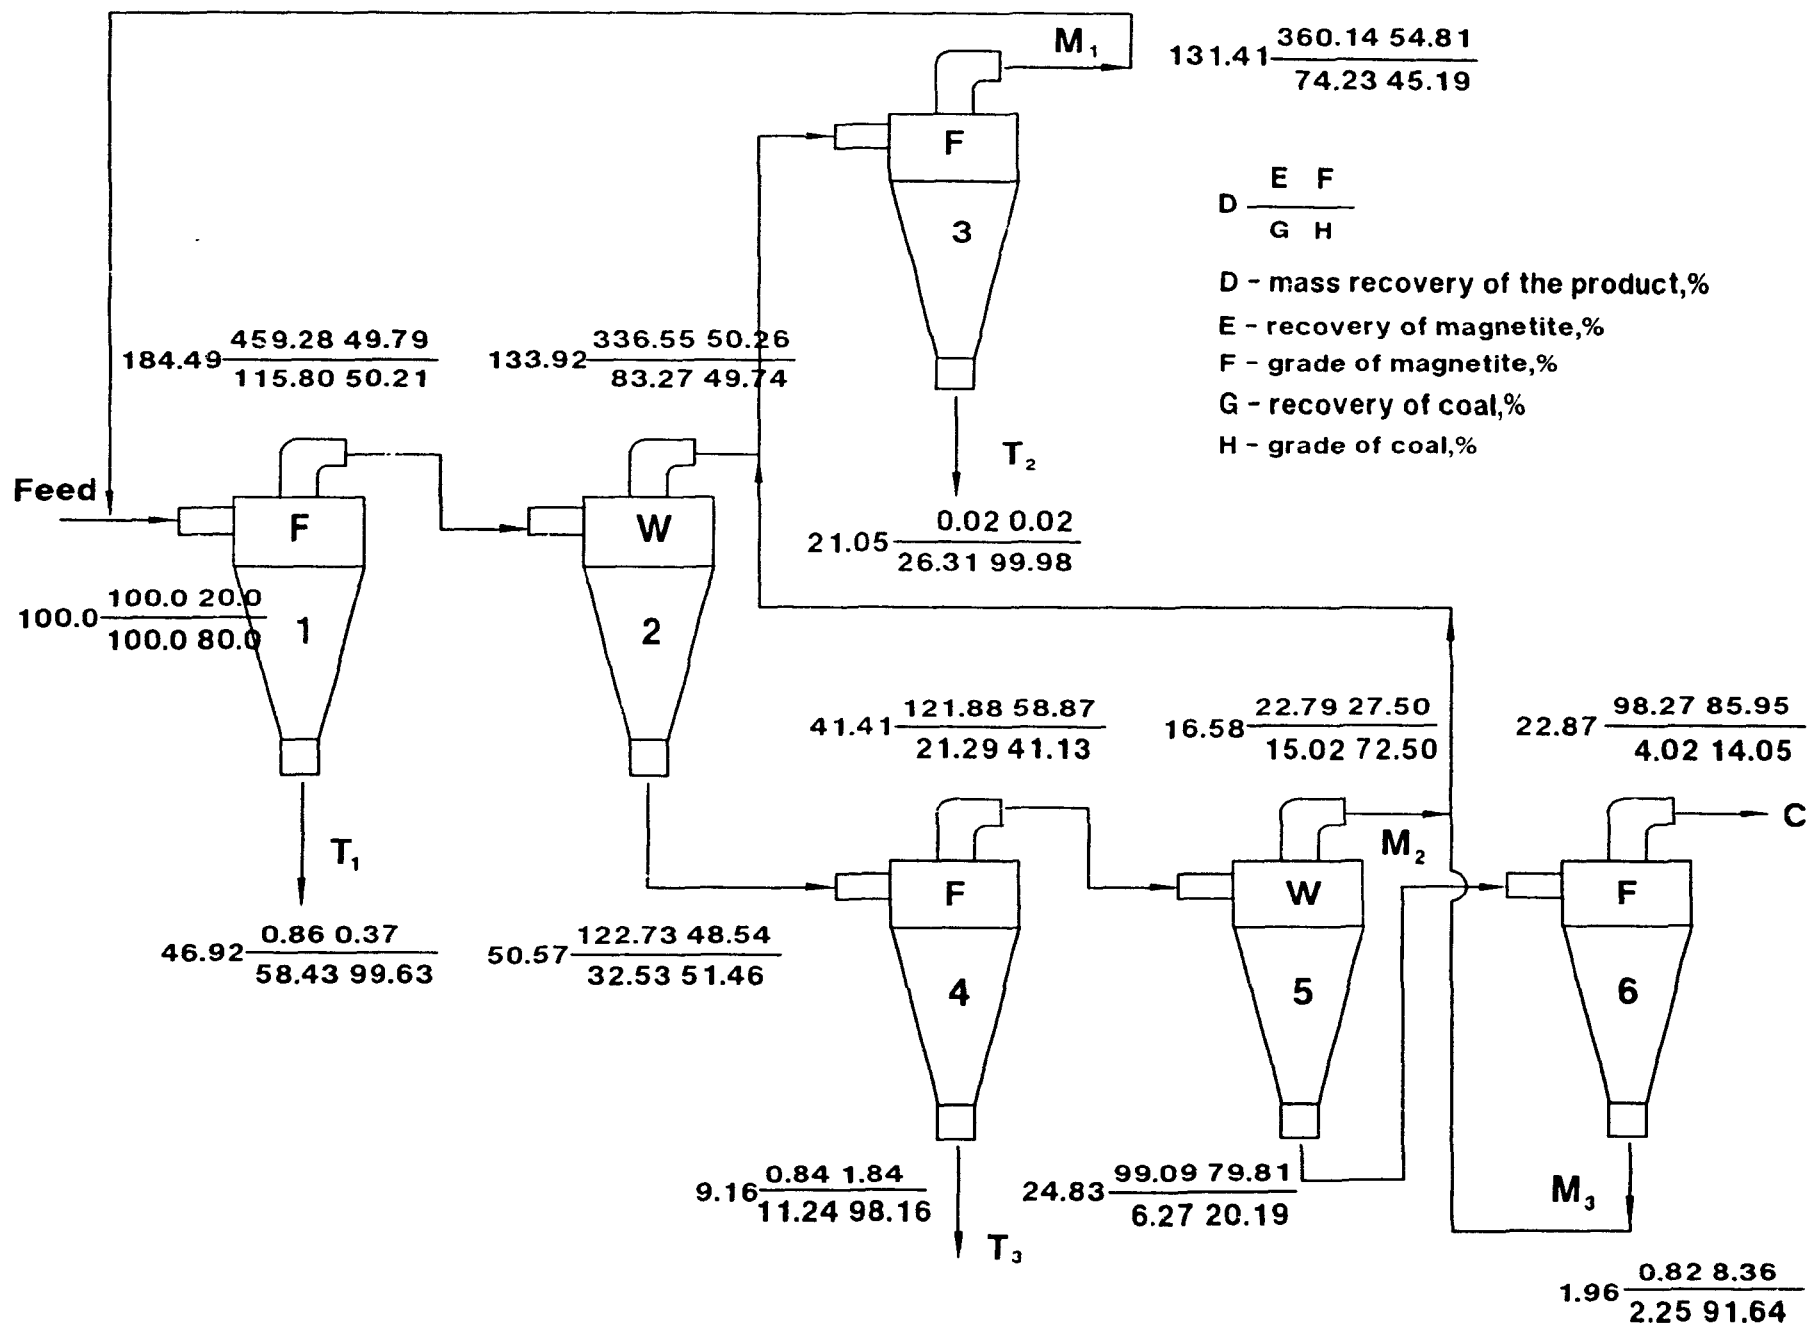 M₁
131.41 360.14 54.81
74.23 45.19
F
3
E F
D
G H
D - mass recovery of the product,%
E - recovery of magnetite,%
F - grade of magnetite,%
G - recovery of coal,%
H - grade of coal,%
184.49 459.28 49.79
115.80 50.21
133.92 336.55 50.26
83.27 49.74
T₂
21.05 0.02 0.02
26.31 99.98
Feed
F
1
W
2
100.0 100.0 20.0
100.0 80.0
T₁
46.92 0.86 0.37
58.43 99.63
50.57 122.73 48.54
32.53 51.46
41.41 121.88 58.87
21.29 41.13
16.58 22.79 27.50
15.02 72.50
22.87 98.27 85.95
4.02 14.05
F
4
M₂
W
5
C
F
6
9.16 0.84 1.84
11.24 98.16
T₃
24.83 99.09 79.81
6.27 20.19
M₃
1.96 0.82 8.36
2.25 91.64